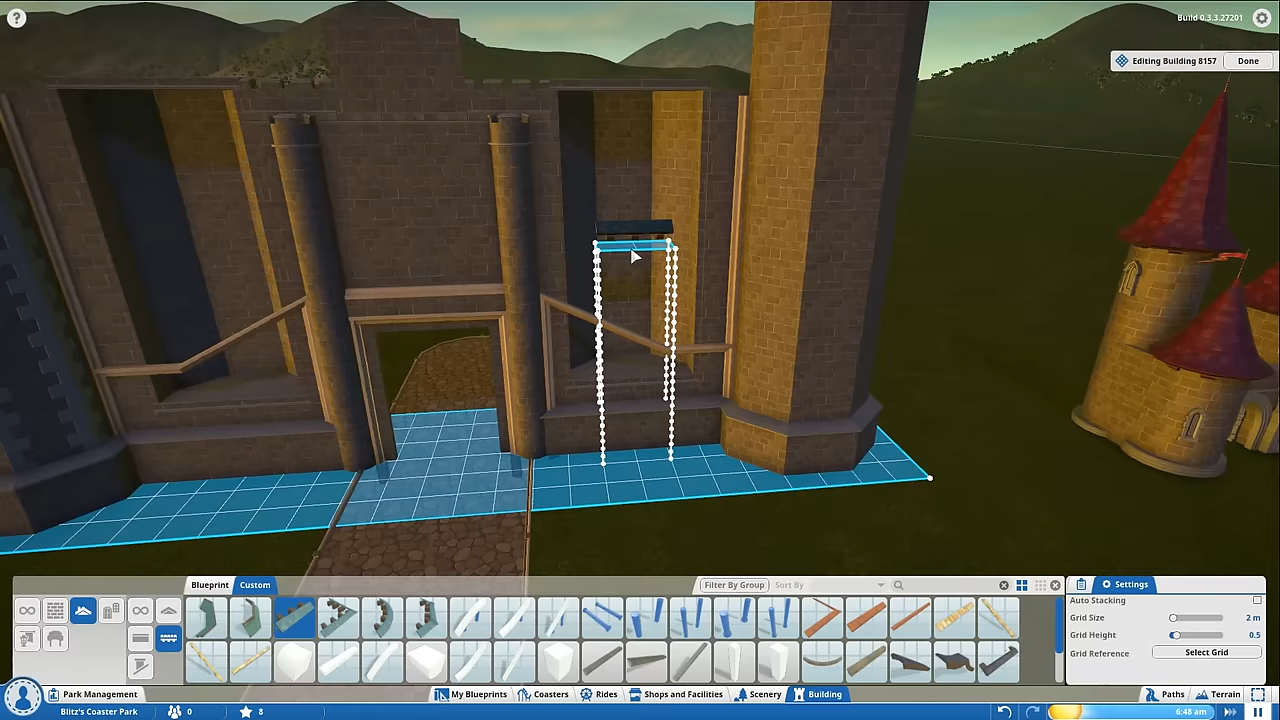 ?
Build 0.3.3.27201
Editing Building 8157 Done
Blueprint Custom Filter By Group Sort By Settings
Auto Stacking
Grid Size 2 m
Grid Height 0.5
Grid Reference Select Grid
Park Management My Blueprints Coasters Rides Shops and Facilities Scenery Building Paths Terrain
Blitz's Coaster Park 0 8 6:48 am